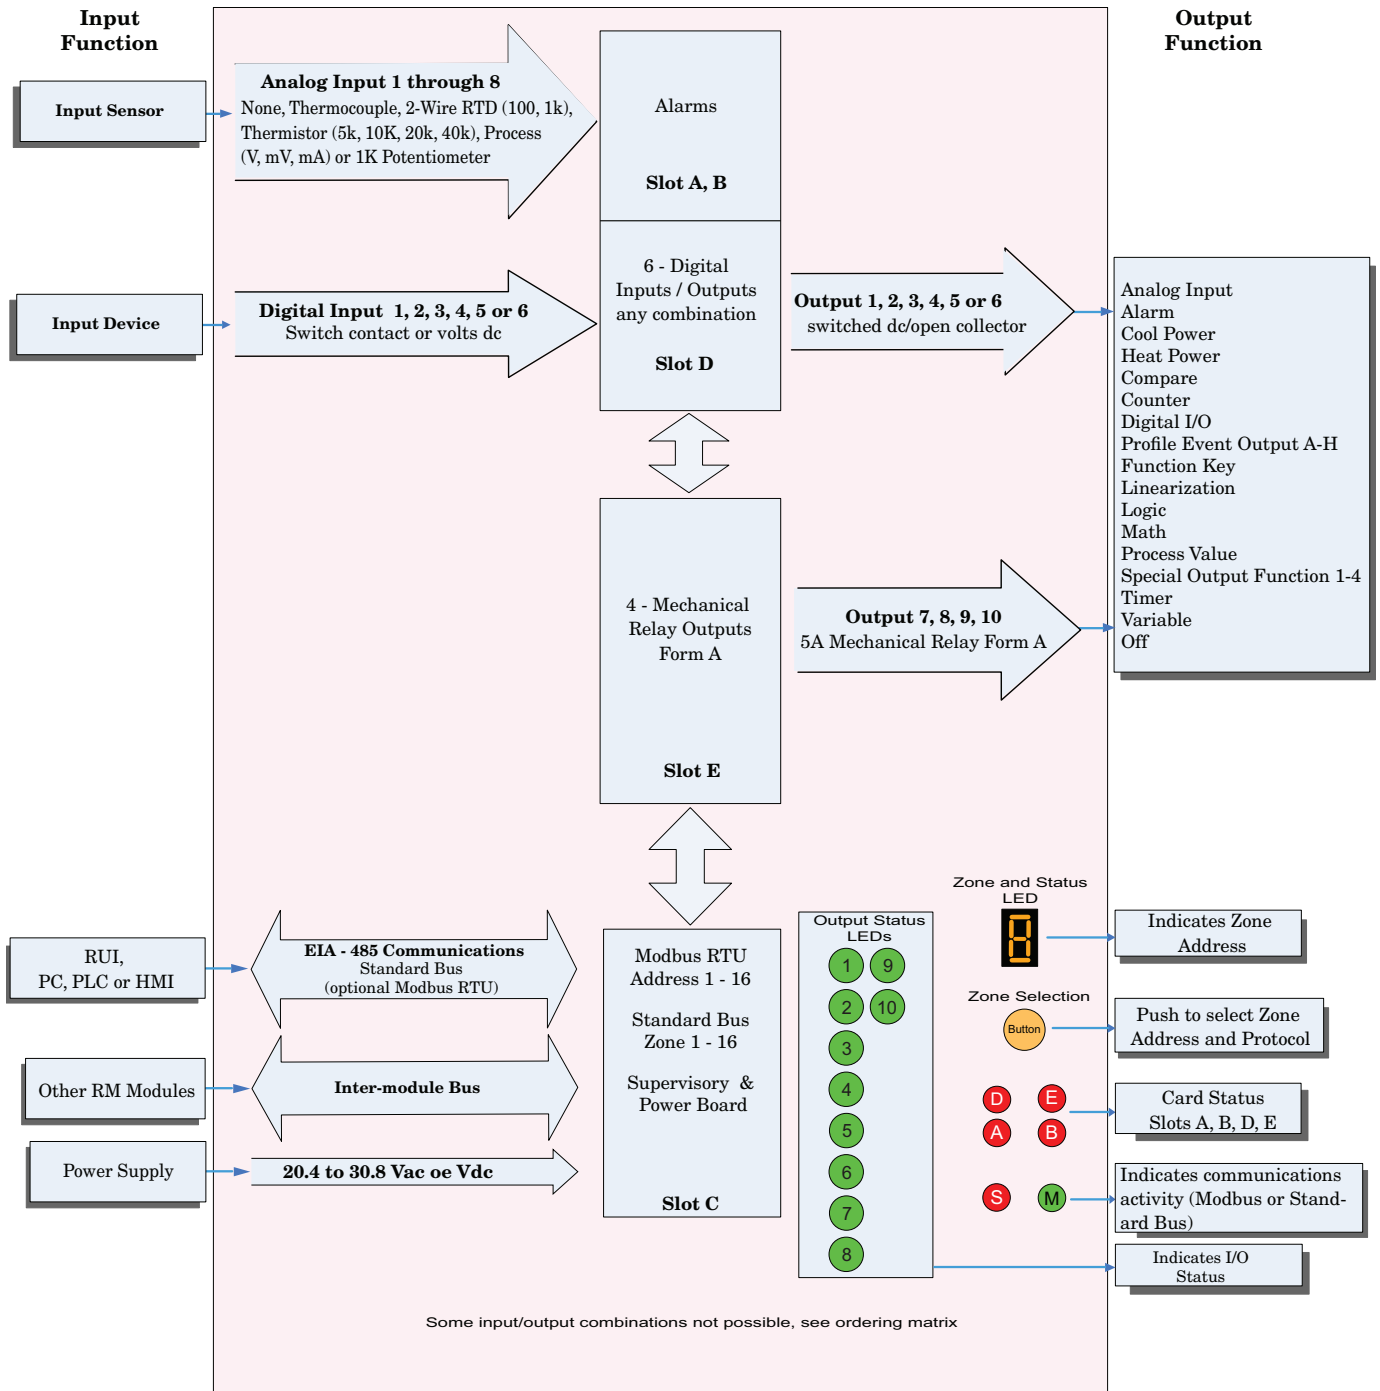 Input
Function
Output
Function
Input Sensor
Analog Input 1 through 8
None, Thermocouple, 2-Wire RTD (100, 1k),
Thermistor (5k, 10K, 20k, 40k), Process
(V, mV, mA) or 1K Potentiometer
Alarms
Slot A, B
Input Device
Digital Input 1, 2, 3, 4, 5 or 6
Switch contact or volts dc
6 - Digital
Inputs / Outputs
any combination
Slot D
Output 1, 2, 3, 4, 5 or 6
switched dc/open collector
Analog Input
Alarm
Cool Power
Heat Power
Compare
Counter
Digital I/O
Profile Event Output A-H
Function Key
Linearization
Logic
Math
Process Value
Special Output Function 1-4
Timer
Variable
Off
4 - Mechanical
Relay Outputs
Form A
Slot E
Output 7, 8, 9, 10
5A Mechanical Relay Form A
RUI,
PC, PLC or HMI
EIA - 485 Communications
Standard Bus
(optional Modbus RTU)
Other RM Modules
Inter-module Bus
Power Supply
20.4 to 30.8 Vac oe Vdc
Modbus RTU
Address 1 - 16
Standard Bus
Zone 1 - 16
Supervisory &
Power Board
Slot C
Output Status
LEDs
1 9
2 10
3
4
5
6
7
8
Zone and Status
LED
8
Indicates Zone
Address
Zone Selection
Button
Push to select Zone
Address and Protocol
D E
A B
Card Status
Slots A, B, D, E
S M
Indicates communications
activity (Modbus or Stand-
ard Bus)
Indicates I/O
Status
Some input/output combinations not possible, see ordering matrix